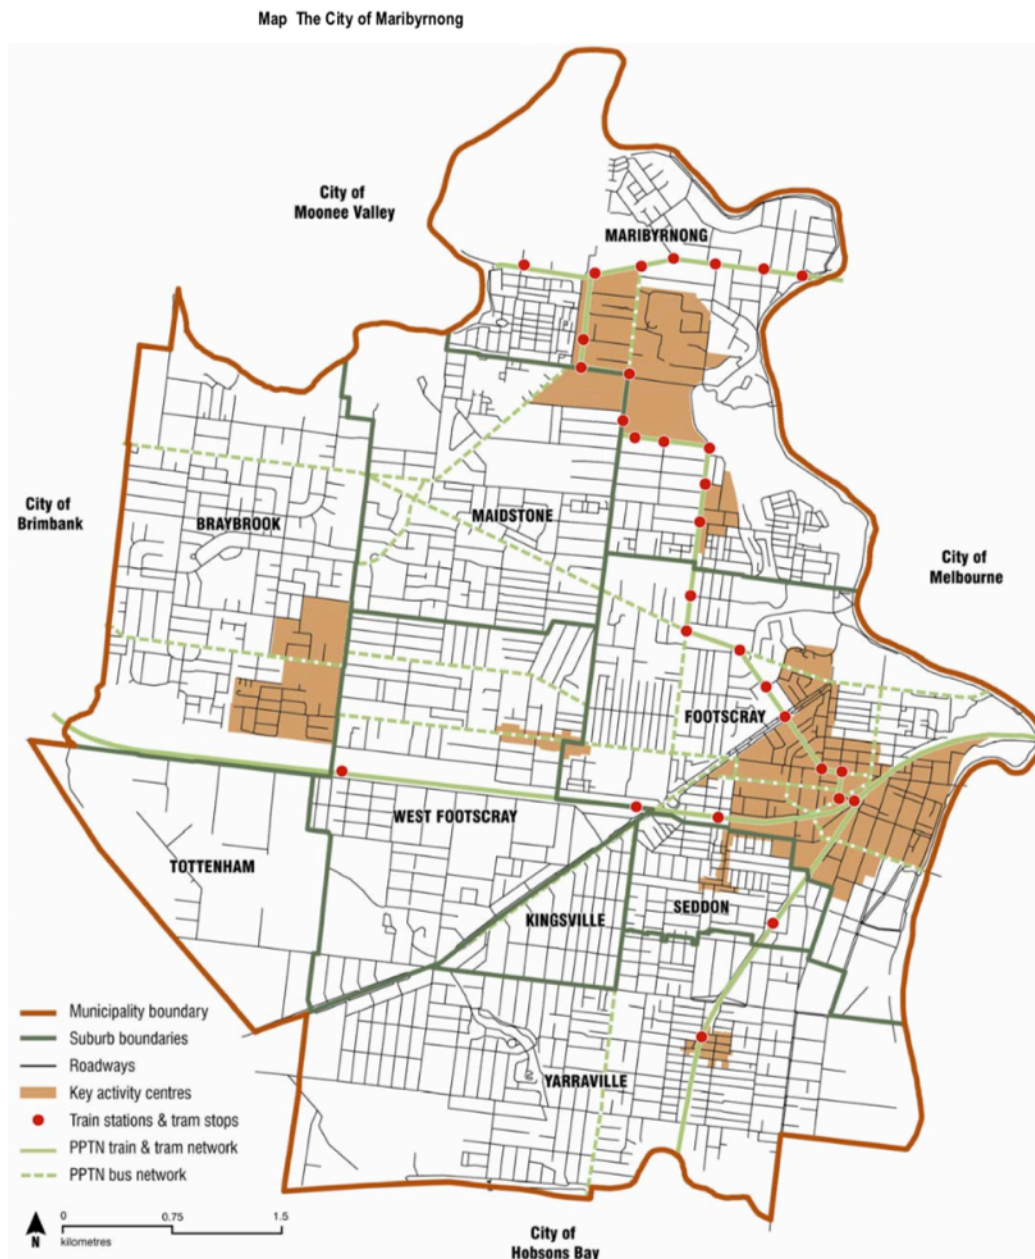 Map The City of Maribyrnong
City of
Moonee Valley
MARIBYRNONG
City of
Brimbank
BRAYBROOK
MAIDSTONE
City of
Melbourne
FOOTSCRAY
WEST FOOTSCRAY
TOTTENHAM
KINGSVILLE
SEDDON
YARRAVILLE
Municipality boundary
Suburb boundaries
Roadways
Key activity centres
Train stations & tram stops
PPTN train & tram network
PPTN bus network
N
0 0.75 1.5
kilometres
City of
Hobsons Bay